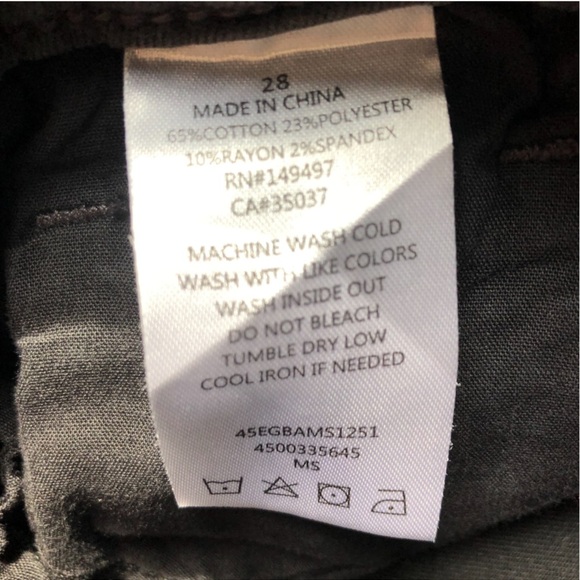 28
MADE IN CHINA
65%COTTON 23%POLYESTER
10%RAYON 2%SPANDEX
RN#149497
CA#35037
MACHINE WASH COLD
WASH WITH LIKE COLORS
WASH INSIDE OUT
DO NOT BLEACH
TUMBLE DRY LOW
COOL IRON IF NEEDED
45EGBAMS1251
4500335645
MS